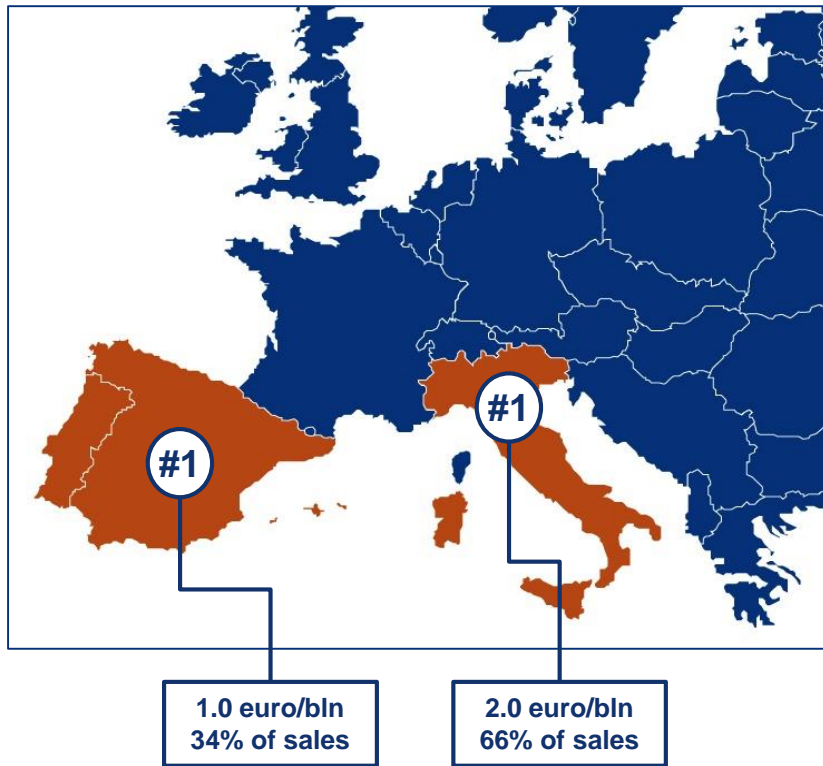 #1
#1
1.0 euro/bln
34% of sales
2.0 euro/bln
66% of sales